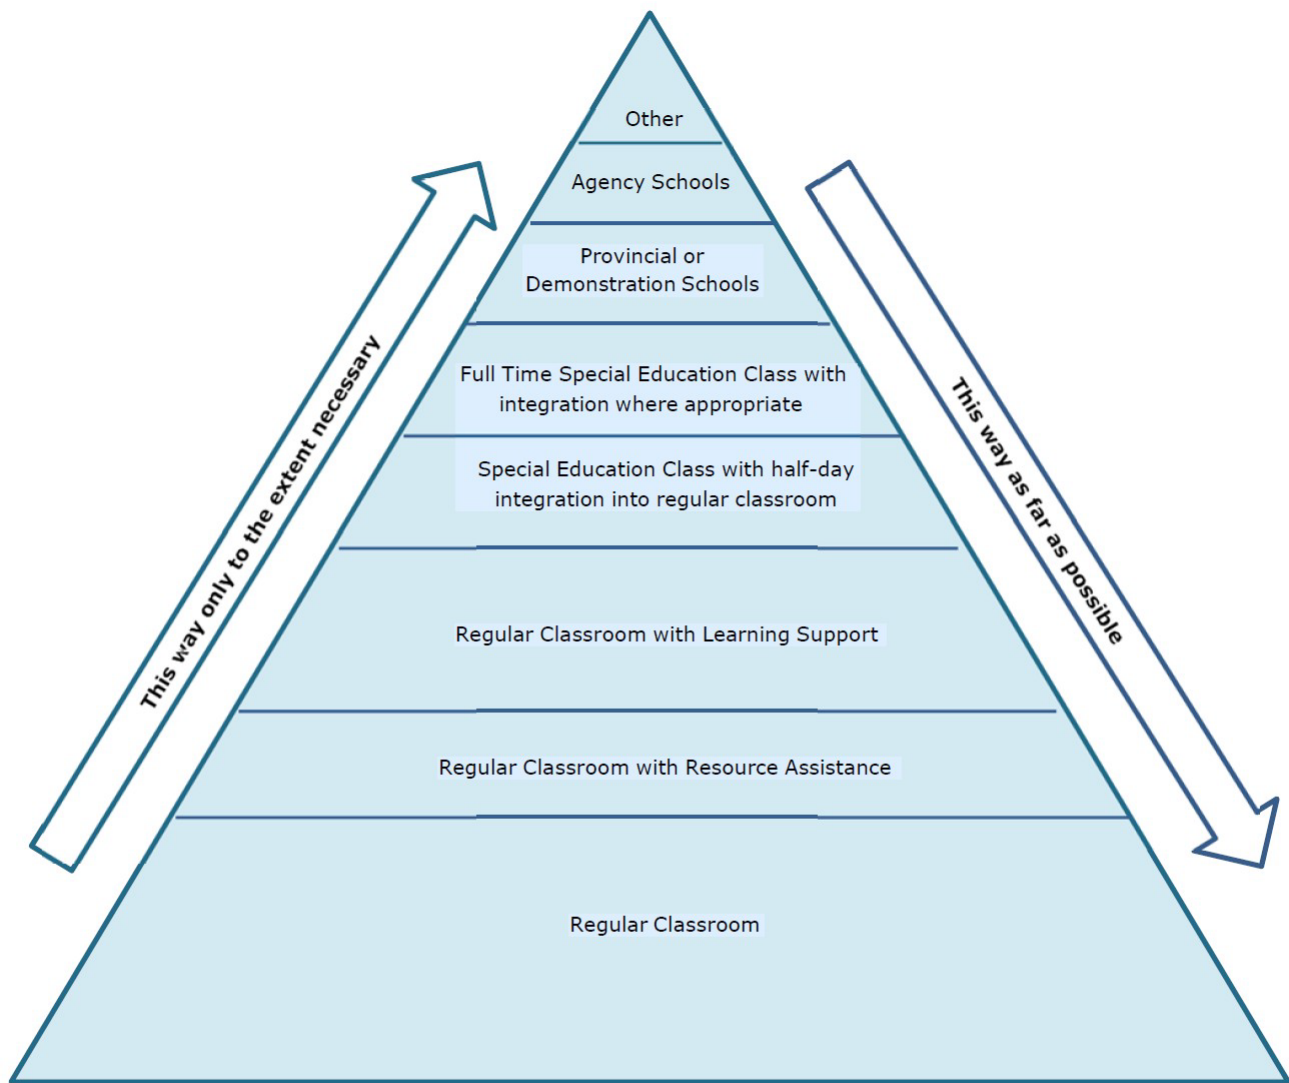 Other
Agency Schools
Provincial or
Demonstration Schools
Full Time Special Education Class with
integration where appropriate
Special Education Class with half-day
integration into regular classroom
Regular Classroom with Learning Support
Regular Classroom with Resource Assistance
Regular Classroom
This way only to the extent necessary
This way as far as possible